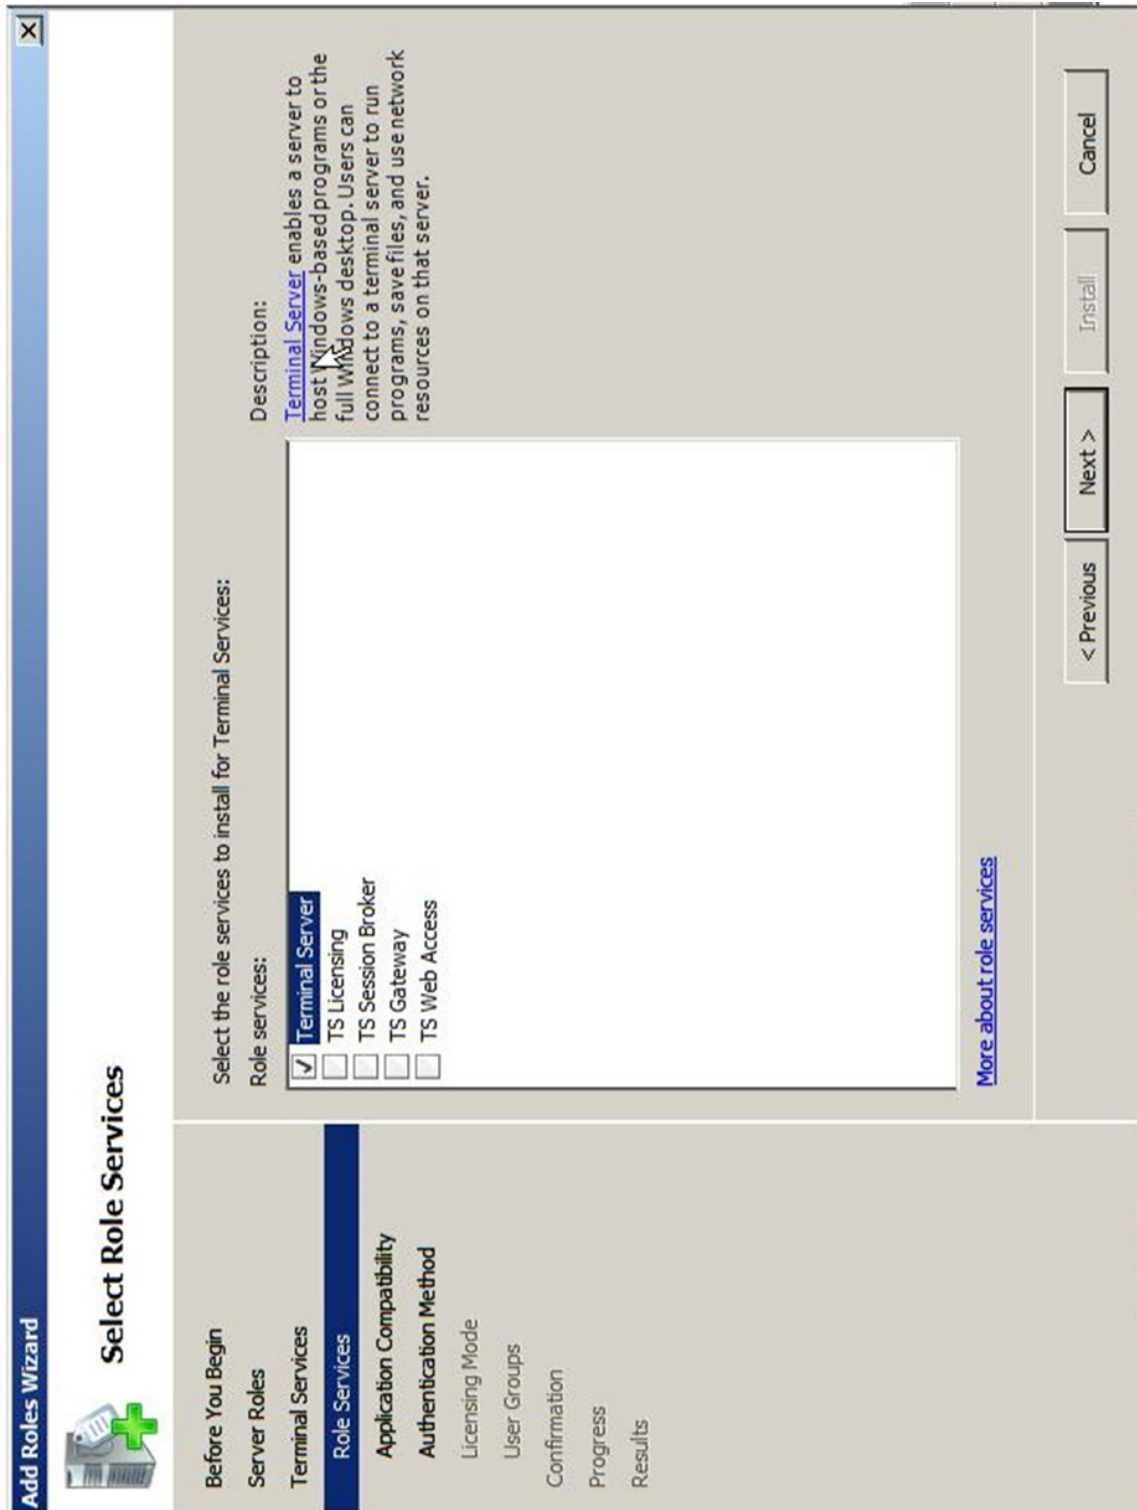 Add Roles Wizard
Select Role Services
Before You Begin
Server Roles
Terminal Services
Role Services
Application Compatibility
Authentication Method
Licensing Mode
User Groups
Confirmation
Progress
Results
Select the role services to install for Terminal Services:
Role services:
Terminal Server
TS Licensing
TS Session Broker
TS Gateway
TS Web Access
More about role services
Description:
Terminal Server enables a server to
host Windows-based programs or the
full Windows desktop. Users can
connect to a terminal server to run
programs, save files, and use network
resources on that server.
< Previous
Next >
Install
Cancel